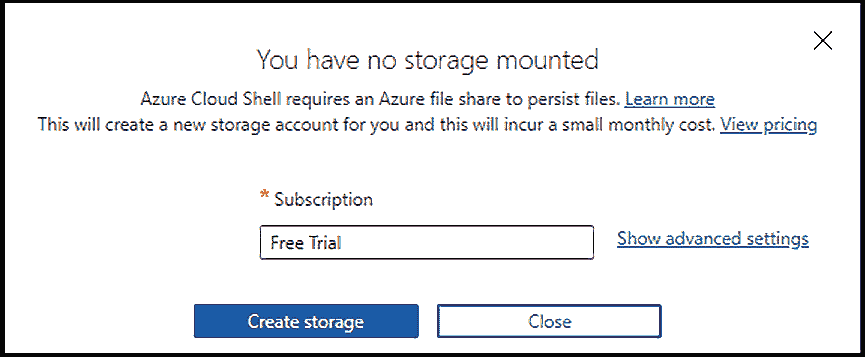 You have no storage mounted
Azure Cloud Shell requires an Azure file share to persist files. Learn more
This will create a new storage account for you and this will incur a small monthly cost. View pricing
* Subscription
Free Trial
Show advanced settings
Create storage
Close